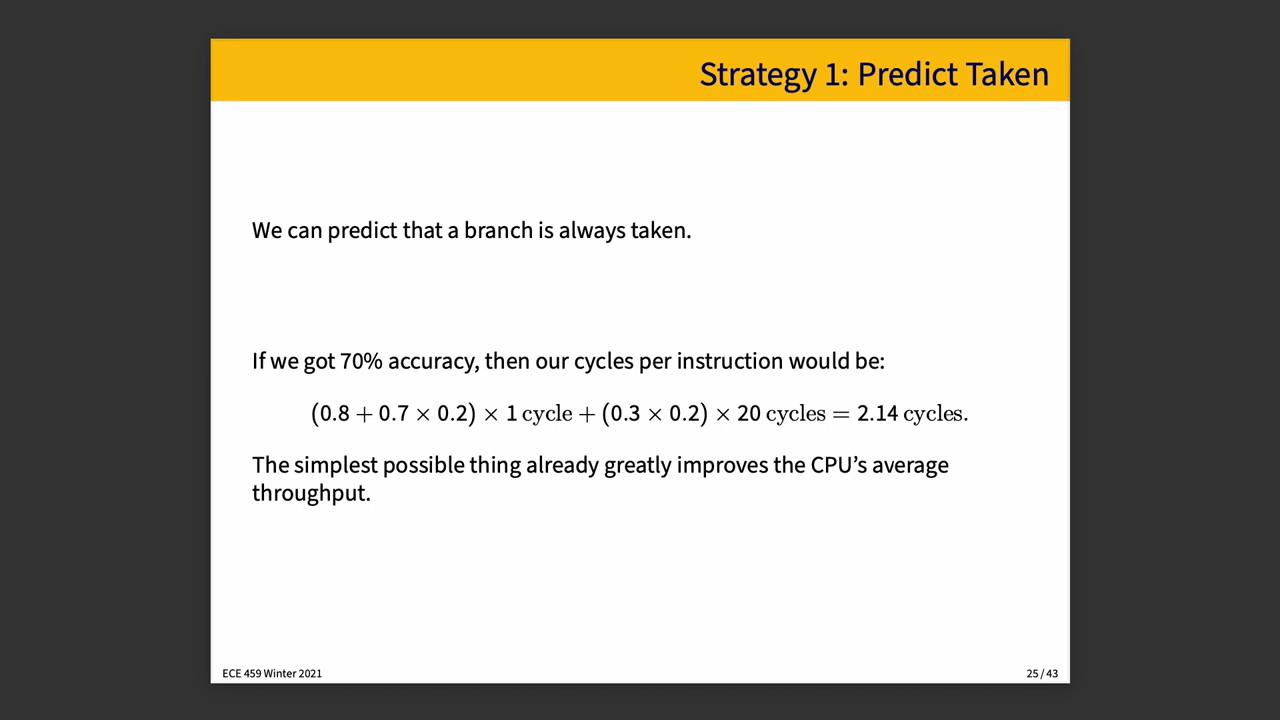 Strategy 1: Predict Taken
We can predict that a branch is always taken.
If we got 70% accuracy, then our cycles per instruction would be:
(0.8 + 0.7 × 0.2) × 1 cycle + (0.3 × 0.2) × 20 cycles = 2.14 cycles.
The simplest possible thing already greatly improves the CPU’s average
throughput.
ECE 459 Winter 2021
25 / 43